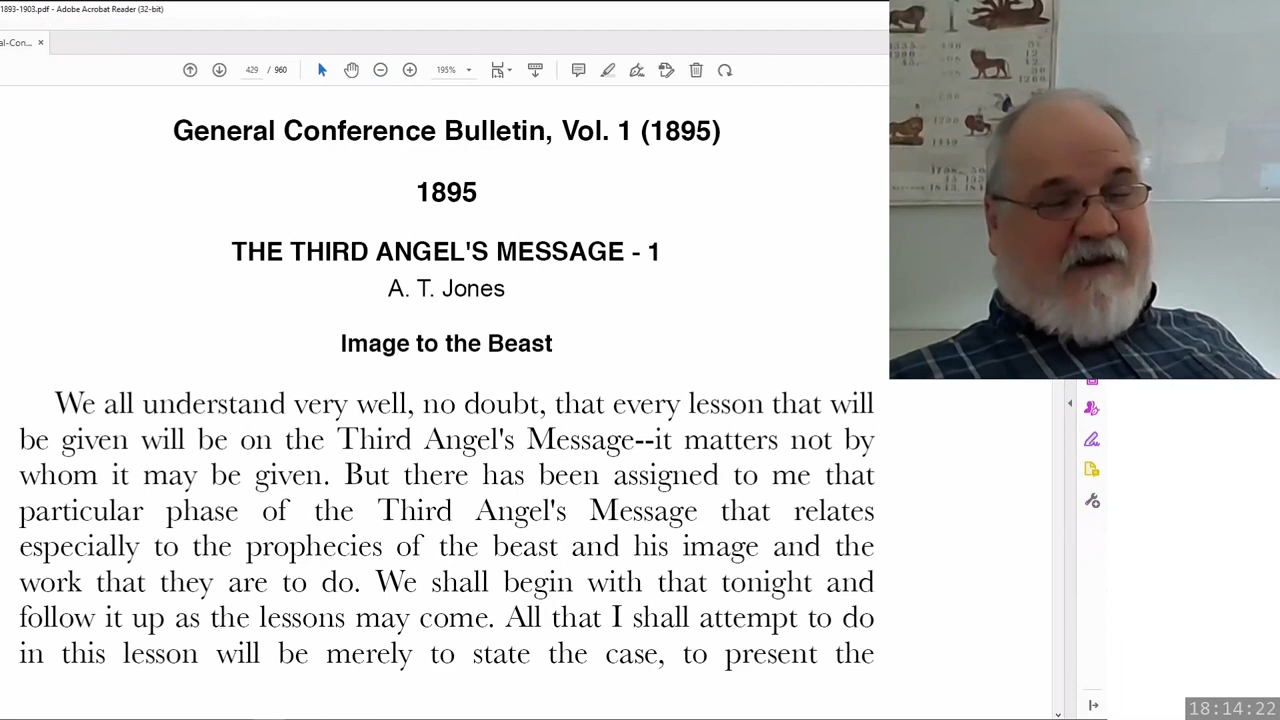 1893-1903.pdf - Adobe Acrobat Reader (32-bit)
al-Con... ×
429 / 960
195%
General Conference Bulletin, Vol. 1 (1895)
1895
THE THIRD ANGEL'S MESSAGE - 1
A. T. Jones
Image to the Beast
We all understand very well, no doubt, that every lesson that will
be given will be on the Third Angel's Message--it matters not by
whom it may be given. But there has been assigned to me that
particular phase of the Third Angel's Message that relates
especially to the prophecies of the beast and his image and the
work that they are to do. We shall begin with that tonight and
follow it up as the lessons may come. All that I shall attempt to do
in this lesson will be merely to state the case, to present the
18:14:22